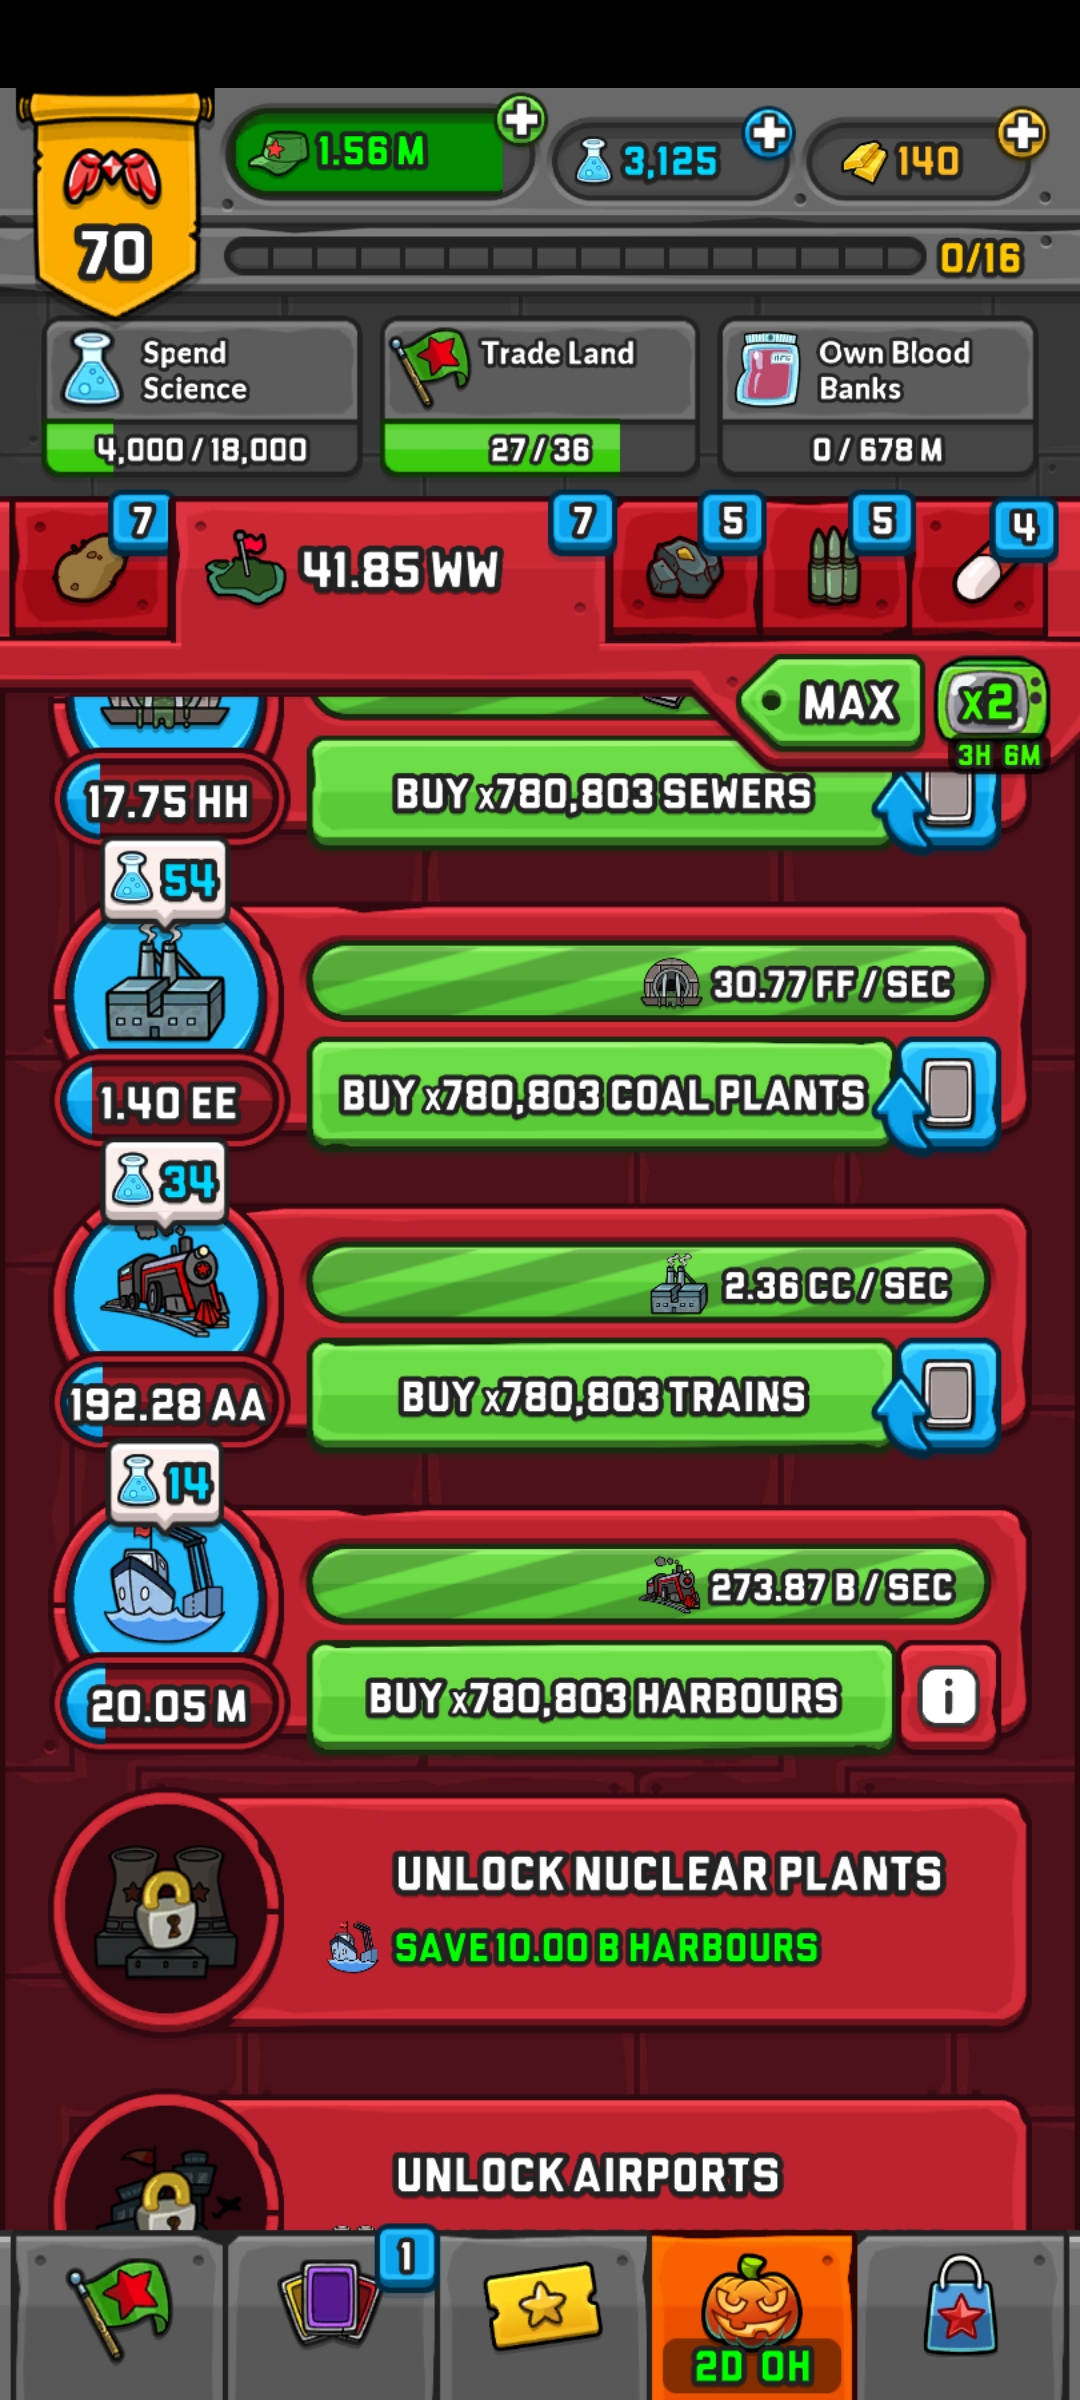 70
1.56 M
3,125
140
0/16
Spend
Science
4,000 / 18,000
Trade Land
27 / 36
Own Blood
Banks
0 / 678 M
7
41.85 WW
7
5
5
4
MAX
x2
3H 6M
17.75 HH
BUY x780,803 SEWERS
54
30.77 FF / SEC
1.40 EE
BUY x780,803 COAL PLANTS
34
2.36 CC / SEC
192.28 AA
BUY x780,803 TRAINS
14
273.87 B / SEC
20.05 M
BUY x780,803 HARBOURS
i
UNLOCK NUCLEAR PLANTS
SAVE 10.00 B HARBOURS
UNLOCK AIRPORTS
1
2D 0H